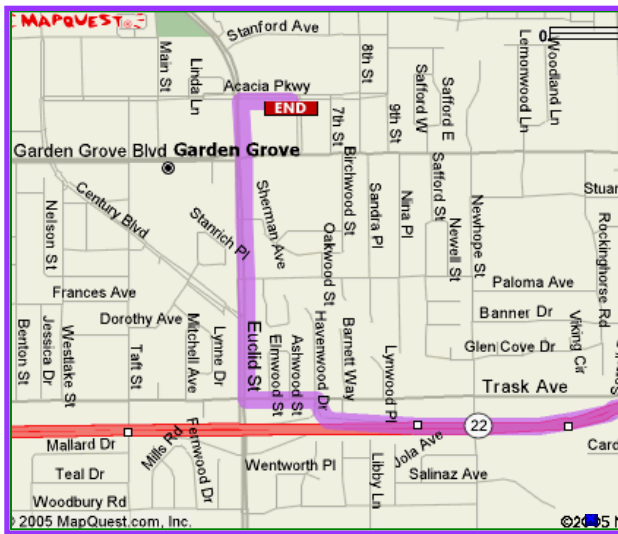 MAPQUEST
Stanford Ave
0
Main St
Linda Ln
8th St
Safford W
Safford E
Lemonwood Ln
Woodland Ln
Acacia Pkwy
END
7th St
9th St
Garden Grove Blvd
Garden Grove
Birchwood St
Sandra Pl
Nina Pl
Safford St
Century Blvd
Sherman Ave
Stuar
Nelson St
Stanrich Pl
Oakwood St
Newell St
Newhope St
Rockinghorse Rd
Frances Ave
Paloma Ave
Dorothy Ave
Banner Dr
Benton St
Jessica Dr
Westlake St
Taft St
Mitchell Ave
Lynne Dr
Euclid St
Elmwood St
Ashwood St
Havenwood Dr
Barnett Way
Lynwood Pl
Glen Cove Dr
Viking Cir
Trask Ave
22
Mallard Dr
Mills Rd
Fernwood Dr
Jola Ave
Card
Teal Dr
Wentworth Pl
Libby Ln
Salinaz Ave
Woodbury Rd
© 2005 MapQuest.com, Inc.